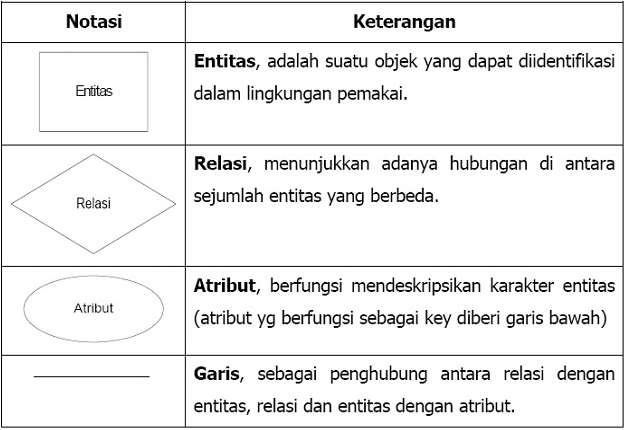 Notasi
Keterangan
Entitas
Entitas, adalah suatu objek yang dapat diidentifikasi
dalam lingkungan pemakai.
Relasi
Relasi, menunjukkan adanya hubungan di antara
sejumlah entitas yang berbeda.
Atribut
Atribut, berfungsi mendeskripsikan karakter entitas
(atribut yg berfungsi sebagai key diberi garis bawah)
Garis, sebagai penghubung antara relasi dengan
entitas, relasi dan entitas dengan atribut.